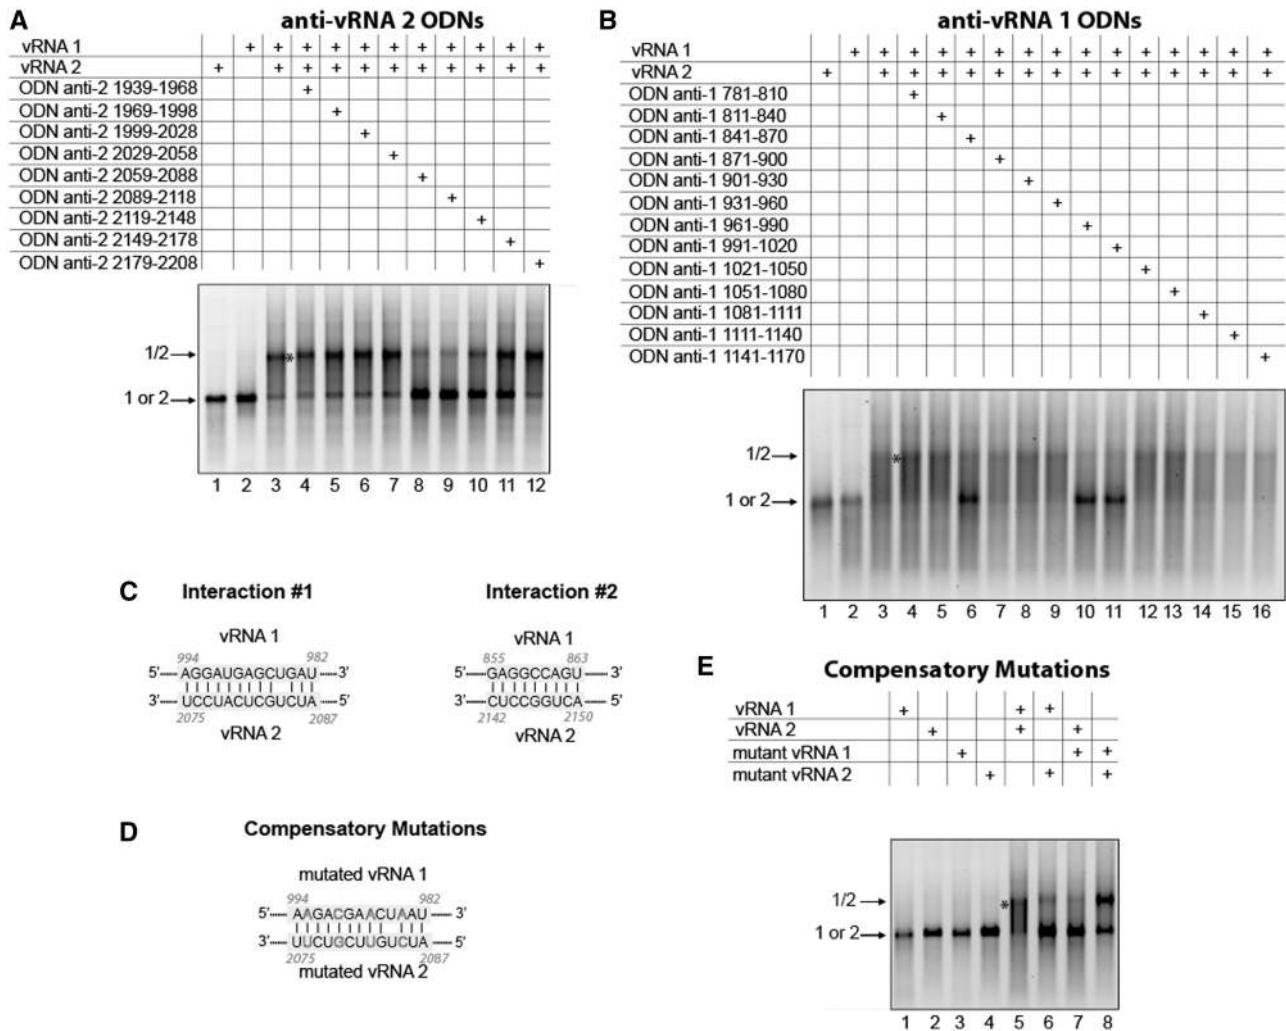 A
anti-vRNA 2 ODNs
vRNA 1 + + + + + + + + + + +
vRNA 2 + + + + + + + + + + +
ODN anti-2 1939-1968 +
ODN anti-2 1969-1998 +
ODN anti-2 1999-2028 +
ODN anti-2 2029-2058 +
ODN anti-2 2059-2088 +
ODN anti-2 2089-2118 +
ODN anti-2 2119-2148 +
ODN anti-2 2149-2178 +
ODN anti-2 2179-2208 +
1/2
*
1 or 2
1 2 3 4 5 6 7 8 9 10 11 12
B
anti-vRNA 1 ODNs
vRNA 1 + + + + + + + + + + + + + + +
vRNA 2 + + + + + + + + + + + + + + +
ODN anti-1 781-810 +
ODN anti-1 811-840 +
ODN anti-1 841-870 +
ODN anti-1 871-900 +
ODN anti-1 901-930 +
ODN anti-1 931-960 +
ODN anti-1 961-990 +
ODN anti-1 991-1020 +
ODN anti-1 1021-1050 +
ODN anti-1 1051-1080 +
ODN anti-1 1081-1111 +
ODN anti-1 1111-1140 +
ODN anti-1 1141-1170 +
1/2
*
1 or 2
1 2 3 4 5 6 7 8 9 10 11 12 13 14 15 16
C
Interaction #1
vRNA 1
994 982
5' AGGAUGAGCUGAU 3'
3' UCCUACUCGUCUA 5'
2075 2087
vRNA 2
Interaction #2
vRNA 1
855 863
5' GAGGCCAGU 3'
3' CUCCGGUCA 5'
2142 2150
vRNA 2
D
Compensatory Mutations
mutated vRNA 1
994 982
5' AAGACGAACUAAU 3'
3' UUCUGCUUGUCUA 5'
2075 2087
mutated vRNA 2
E
Compensatory Mutations
vRNA 1 + + +
vRNA 2 + + +
mutant vRNA 1 + + +
mutant vRNA 2 + + +
1/2
*
1 or 2
1 2 3 4 5 6 7 8